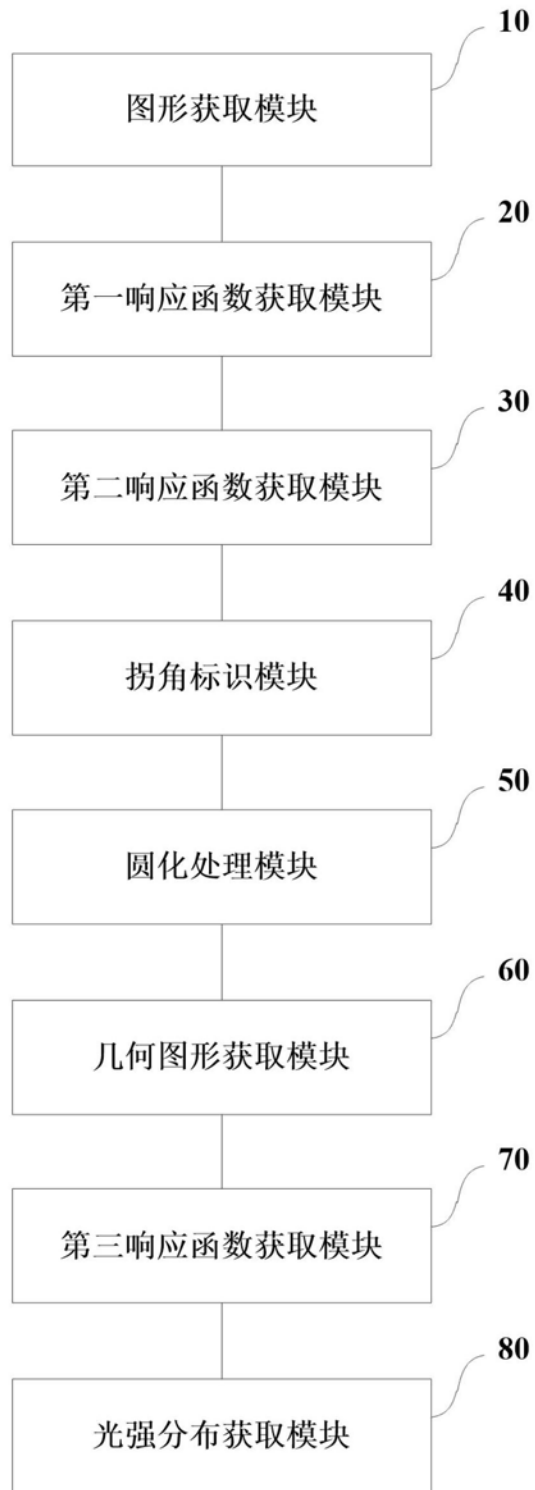 10
图形获取模块
20
第一响应函数获取模块
30
第二响应函数获取模块
40
拐角标识模块
50
圆化处理模块
60
几何图形获取模块
70
第三响应函数获取模块
80
光强分布获取模块